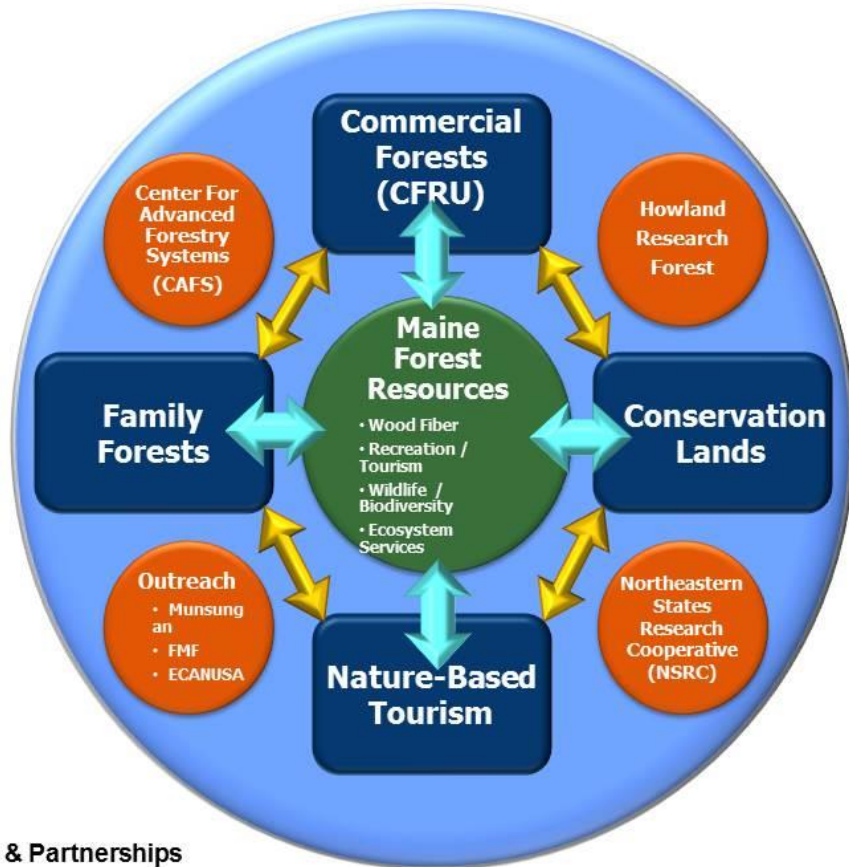 Commercial
Forests
(CFRU)
Center For
Advanced
Forestry
Systems
(CAFS)
Howland
Research
Forest
Maine
Forest
Resources
• Wood Fiber
• Recreation /
Tourism
• Wildlife /
Biodiversity
• Ecosystem
Services
Family
Forests
Conservation
Lands
Outreach
• Munsung
an
• FMF
• ECANUSA
Northeastern
States
Research
Cooperative
(NSRC)
Nature-Based
Tourism
& Partnerships